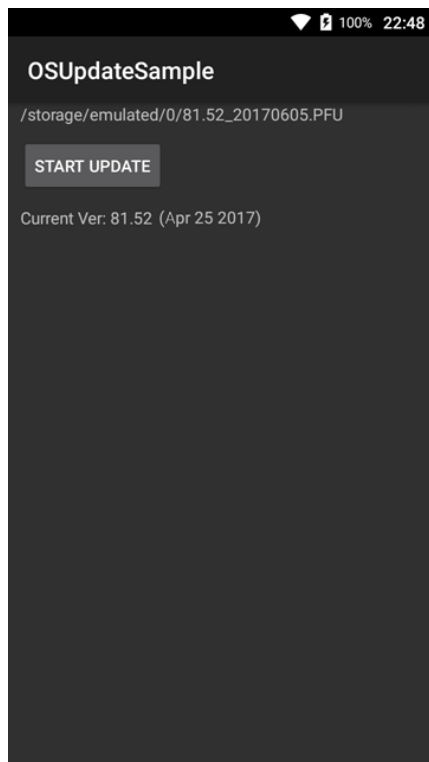 100% 22:48
OSUpdateSample
/storage/emulated/0/81.52_20170605.PFU
START UPDATE
Current Ver: 81.52 (Apr 25 2017)